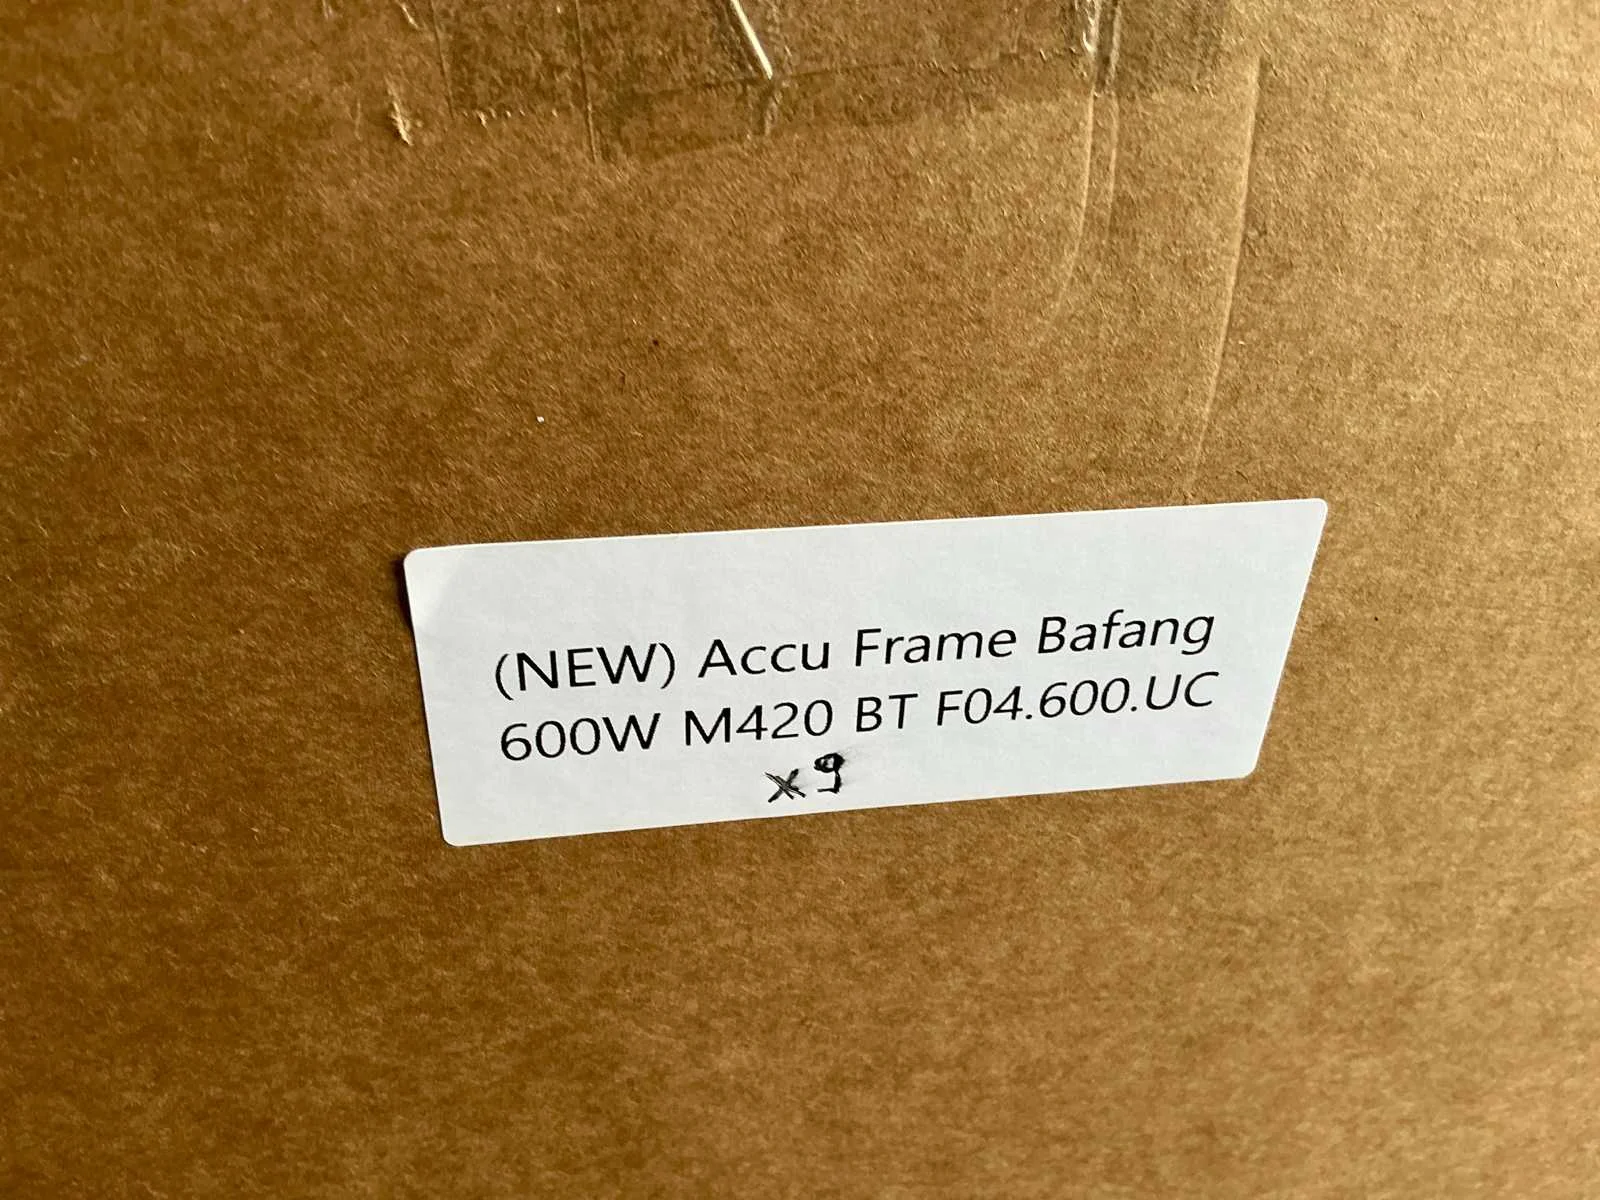 (NEW) Accu Frame Bafang
600W M420 BT F04.600.UC
x9